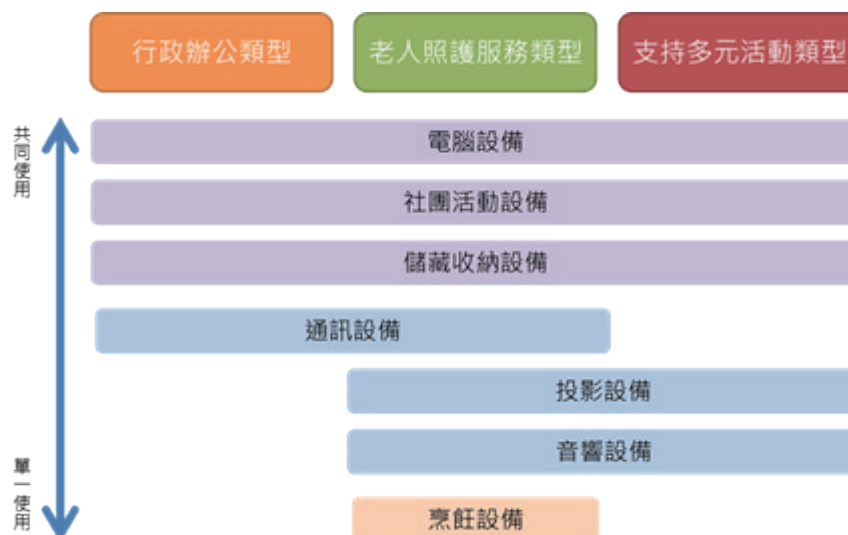 行政辦公類型
老人照護服務類型
支持多元活動類型
共同使用
電腦設備
社團活動設備
儲藏收納設備
通訊設備
投影設備
音響設備
單一使用
烹飪設備